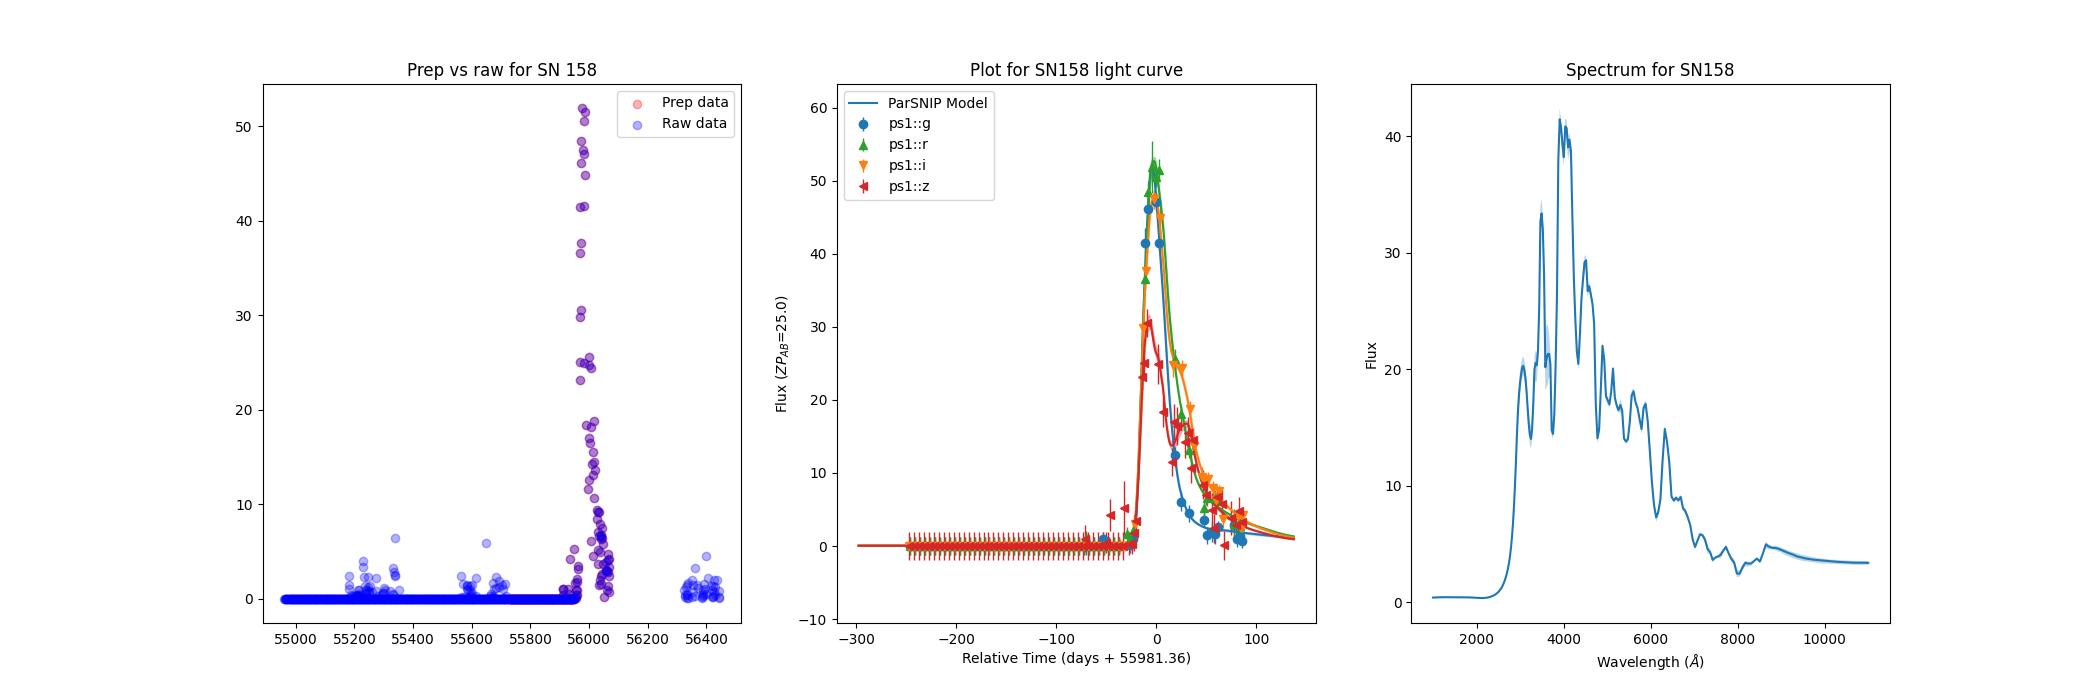 Prep vs raw for SN 158
Prep data
Raw data
50
40
30
20
10
0
55000 55200 55400 55600 55800 56000 56200 56400
Plot for SN158 light curve
ParSNIP Model
ps1::g
ps1::r
ps1::i
ps1::z
Flux (ZP_AB=25.0)
60
50
40
30
20
10
0
−10
−300 −200 −100 0 100
Relative Time (days + 55981.36)
Spectrum for SN158
Flux
40
30
20
10
0
2000 4000 6000 8000 10000
Wavelength (Å)